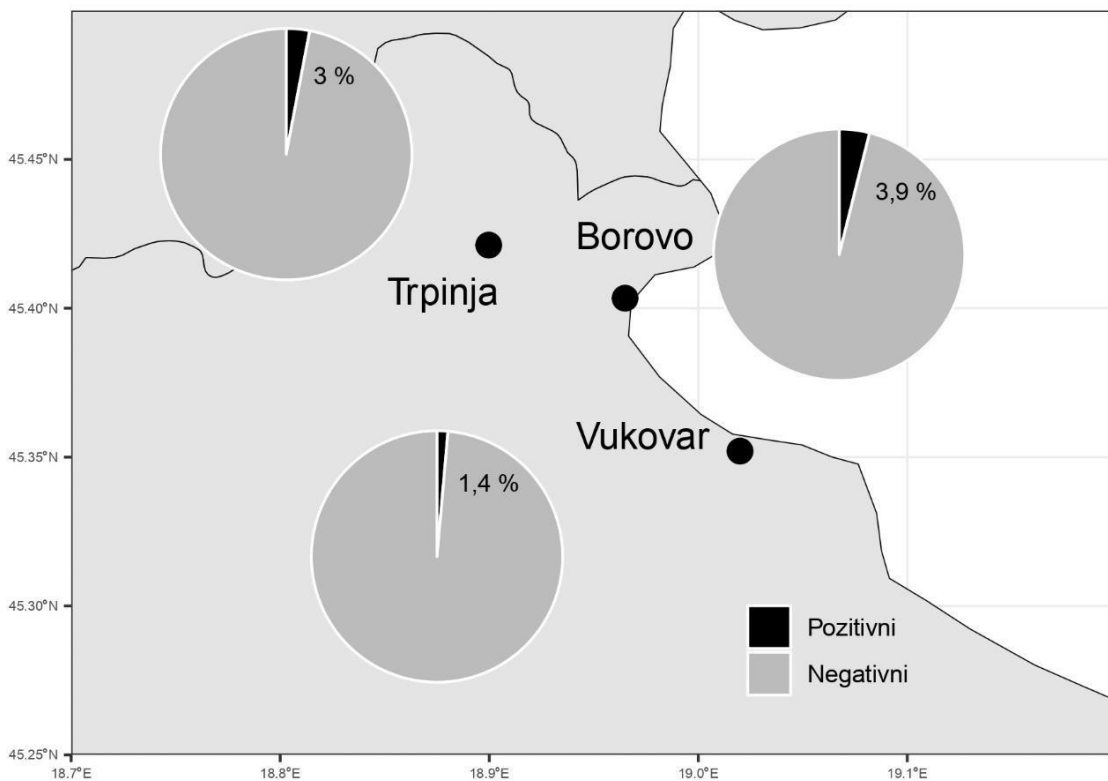 3 %
45.45°N
3,9 %
Borovo
Trpinja
45.40°N
Vukovar
45.35°N
1,4 %
45.30°N
Pozitivni
Negativni
45.25°N
18.7°E
18.8°E
18.9°E
19.0°E
19.1°E